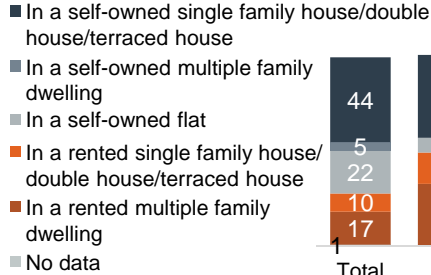 In a self-owned single family house/double
house/terraced house
In a self-owned multiple family
dwelling
In a self-owned flat
In a rented single family house/
double house/terraced house
In a rented multiple family
dwelling
No data
44
5
22
10
17
1
Total